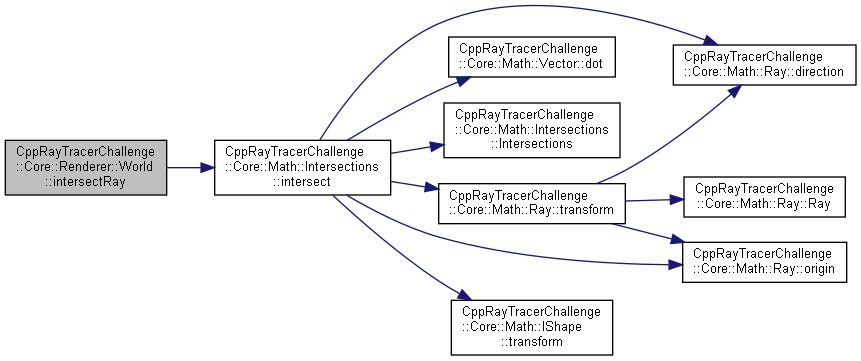 CppRayTracerChallenge
::Core::Renderer::World
::intersectRay
CppRayTracerChallenge
::Core::Math::Intersections
::intersect
CppRayTracerChallenge
::Core::Math::Vector::dot
CppRayTracerChallenge
::Core::Math::Intersections
::Intersections
CppRayTracerChallenge
::Core::Math::Ray::transform
CppRayTracerChallenge
::Core::Math::IShape
::transform
CppRayTracerChallenge
::Core::Math::Ray::direction
CppRayTracerChallenge
::Core::Math::Ray::Ray
CppRayTracerChallenge
::Core::Math::Ray::origin